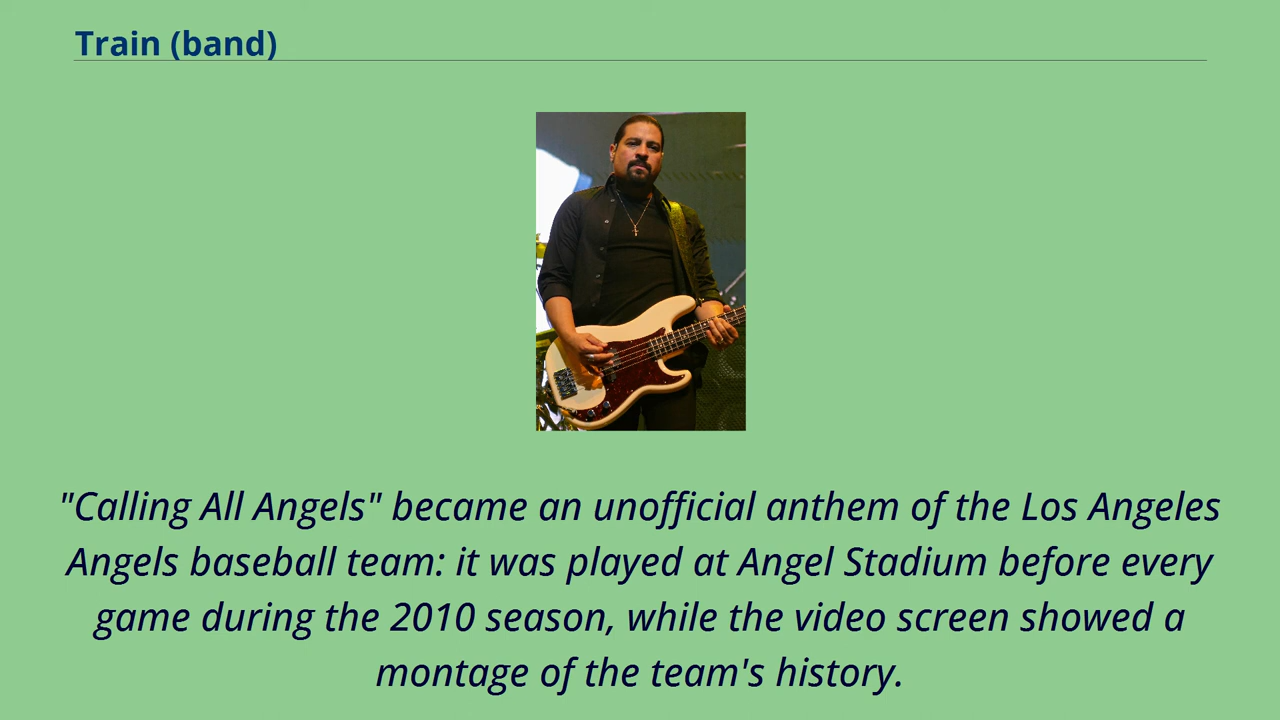 Train (band)
"Calling All Angels" became an unofficial anthem of the Los Angeles
Angels baseball team: it was played at Angel Stadium before every
game during the 2010 season, while the video screen showed a
montage of the team's history.